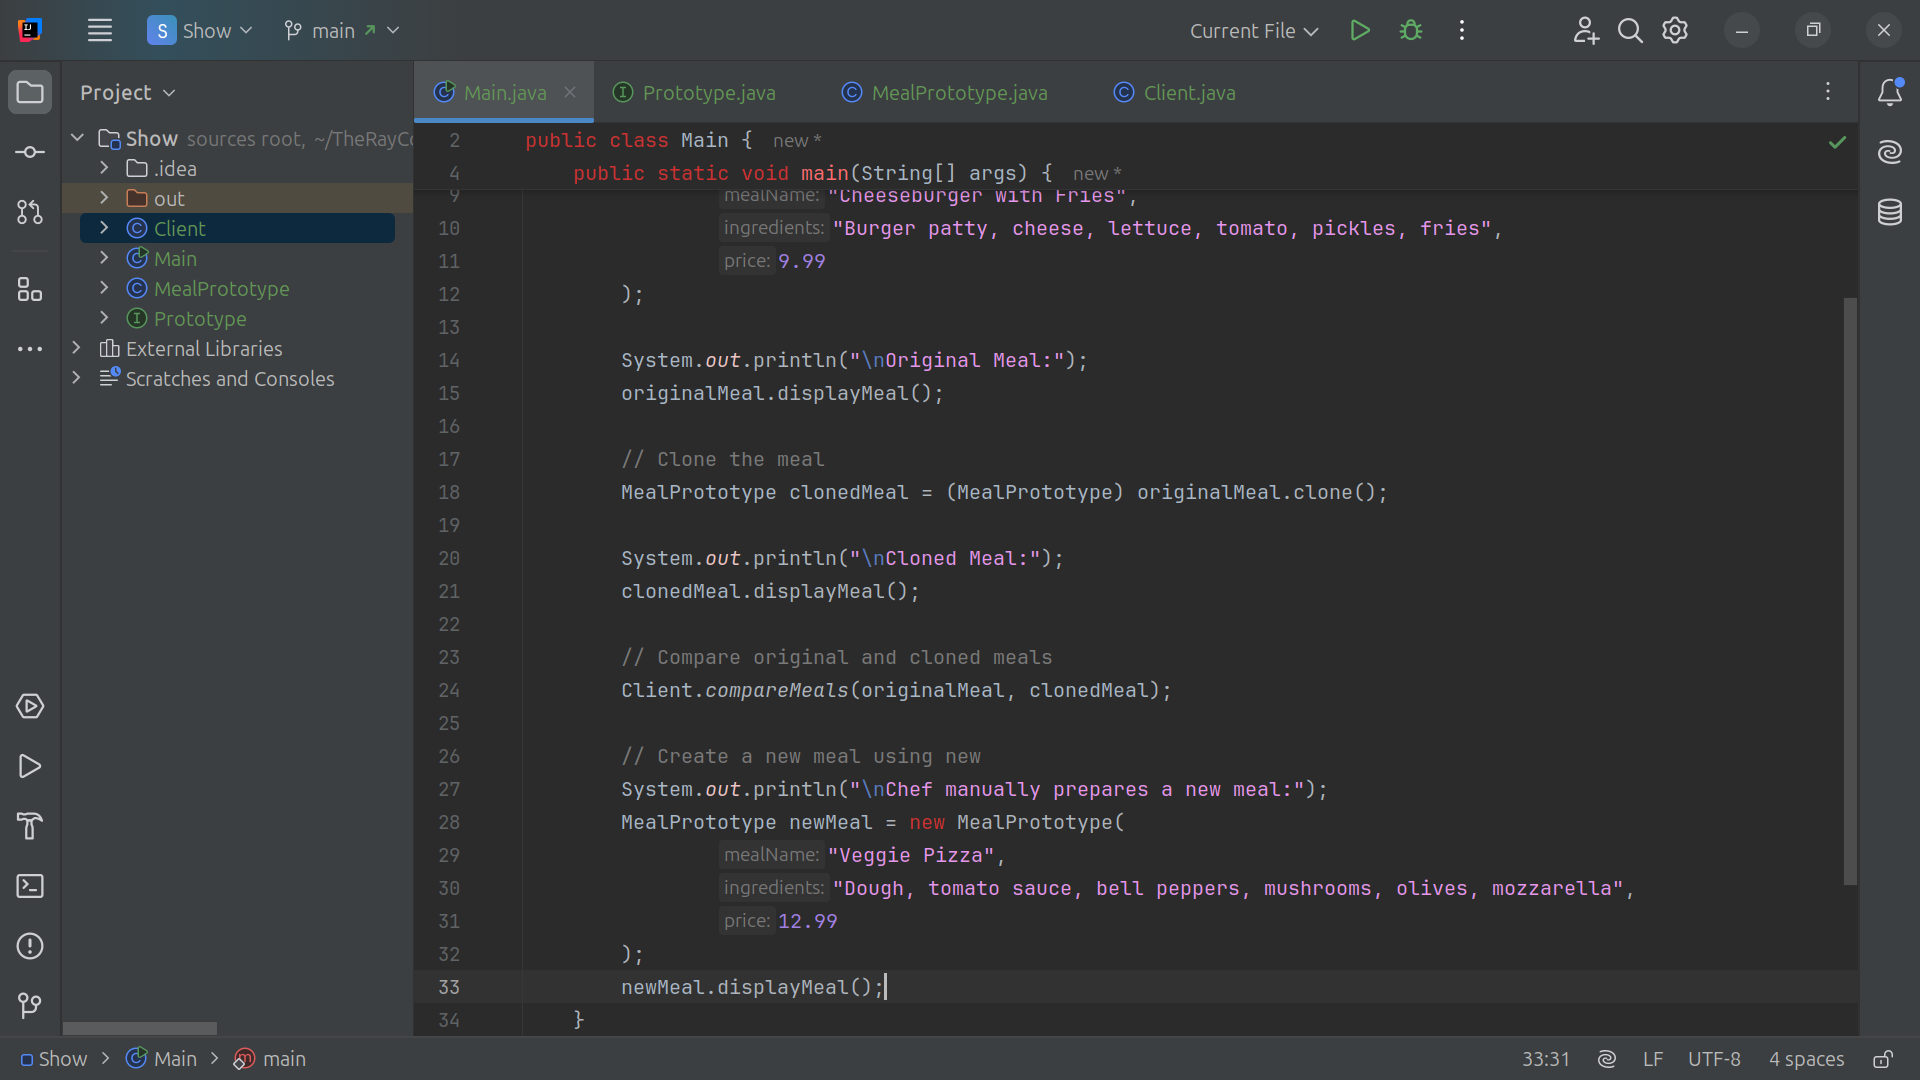 S Show main Current File
Project
Main.java Prototype.java MealPrototype.java Client.java
Show sources root, ~/TheRayCo
.idea
out
Client
Main
MealPrototype
Prototype
External Libraries
Scratches and Consoles
2 public class Main { new *
4 public static void main(String[] args) { new *
9 mealName: "Cheeseburger with Fries",
10 ingredients: "Burger patty, cheese, lettuce, tomato, pickles, fries",
11 price: 9.99
12 );
13
14 System.out.println("\nOriginal Meal:");
15 originalMeal.displayMeal();
16
17 // Clone the meal
18 MealPrototype clonedMeal = (MealPrototype) originalMeal.clone();
19
20 System.out.println("\nCloned Meal:");
21 clonedMeal.displayMeal();
22
23 // Compare original and cloned meals
24 Client.compareMeals(originalMeal, clonedMeal);
25
26 // Create a new meal using new
27 System.out.println("\nChef manually prepares a new meal:");
28 MealPrototype newMeal = new MealPrototype(
29 mealName: "Veggie Pizza",
30 ingredients: "Dough, tomato sauce, bell peppers, mushrooms, olives, mozzarella",
31 price: 12.99
32 );
33 newMeal.displayMeal();
34 }
Show > Main > main 33:31 LF UTF-8 4 spaces